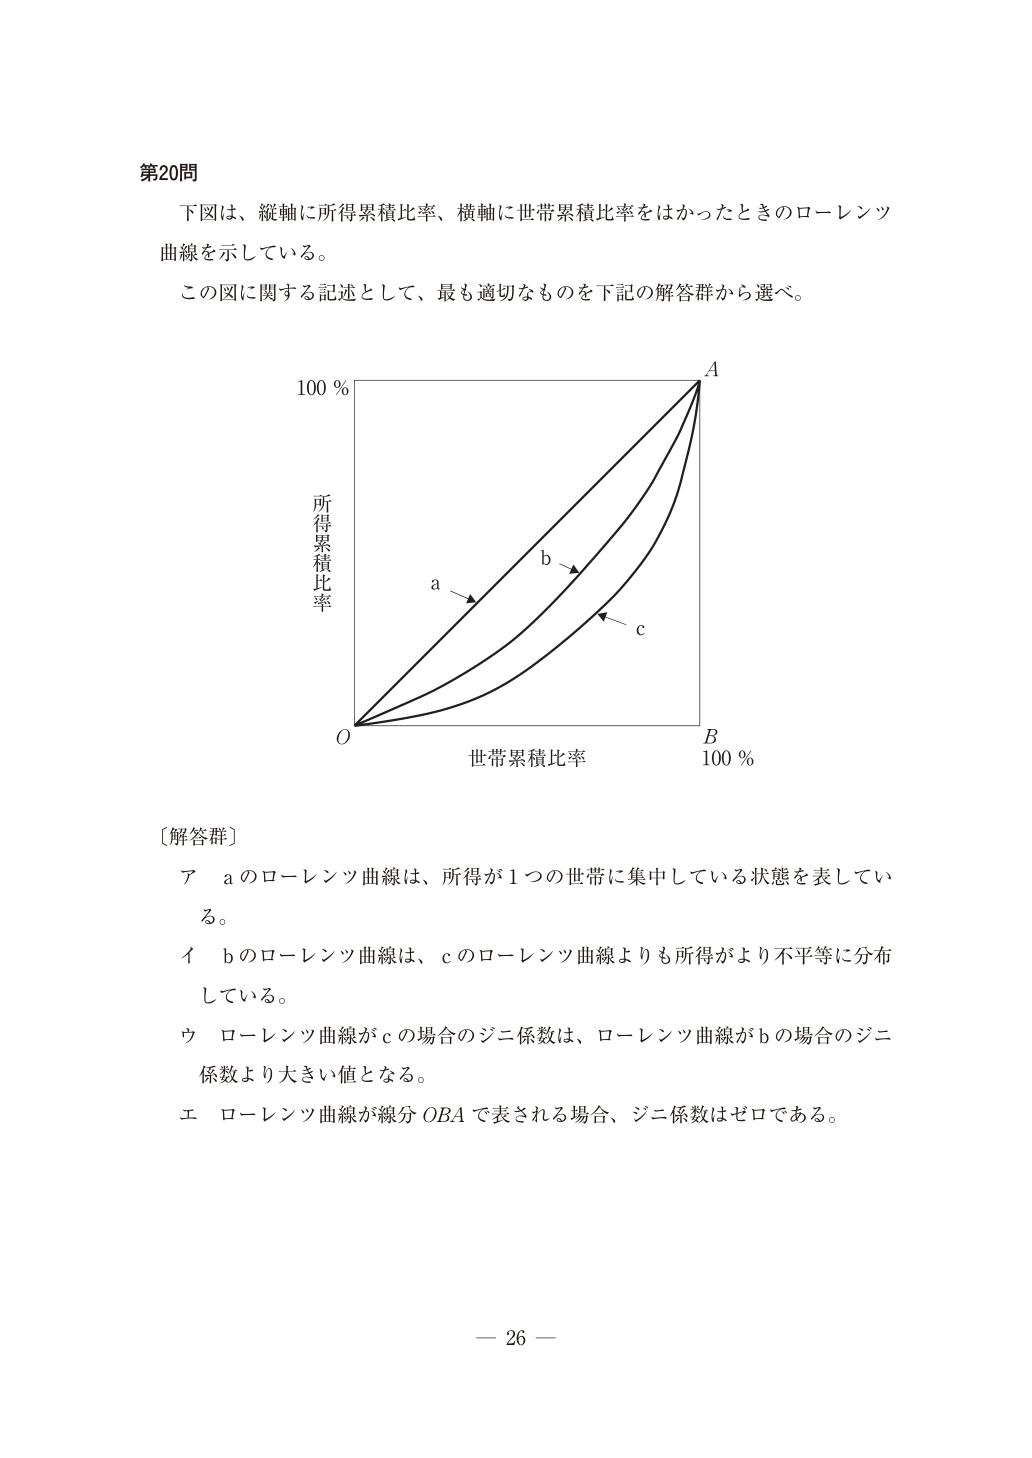 第20問
下図は、縦軸に所得累積比率、横軸に世帯累積比率をはかったときのローレンツ
曲線を示している。
この図に関する記述として、最も適切なものを下記の解答群から選べ。
A
100 %
所得累積比率
b
a
c
O
B
世帯累積比率
100 %
〔解答群〕
ア　a のローレンツ曲線は、所得が 1 つの世帯に集中している状態を表してい
る。
イ　b のローレンツ曲線は、c のローレンツ曲線よりも所得がより不平等に分布
している。
ウ　ローレンツ曲線が c の場合のジニ係数は、ローレンツ曲線が b の場合のジニ
係数より大きい値となる。
エ　ローレンツ曲線が線分 OBA で表される場合、ジニ係数はゼロである。
— 26 —